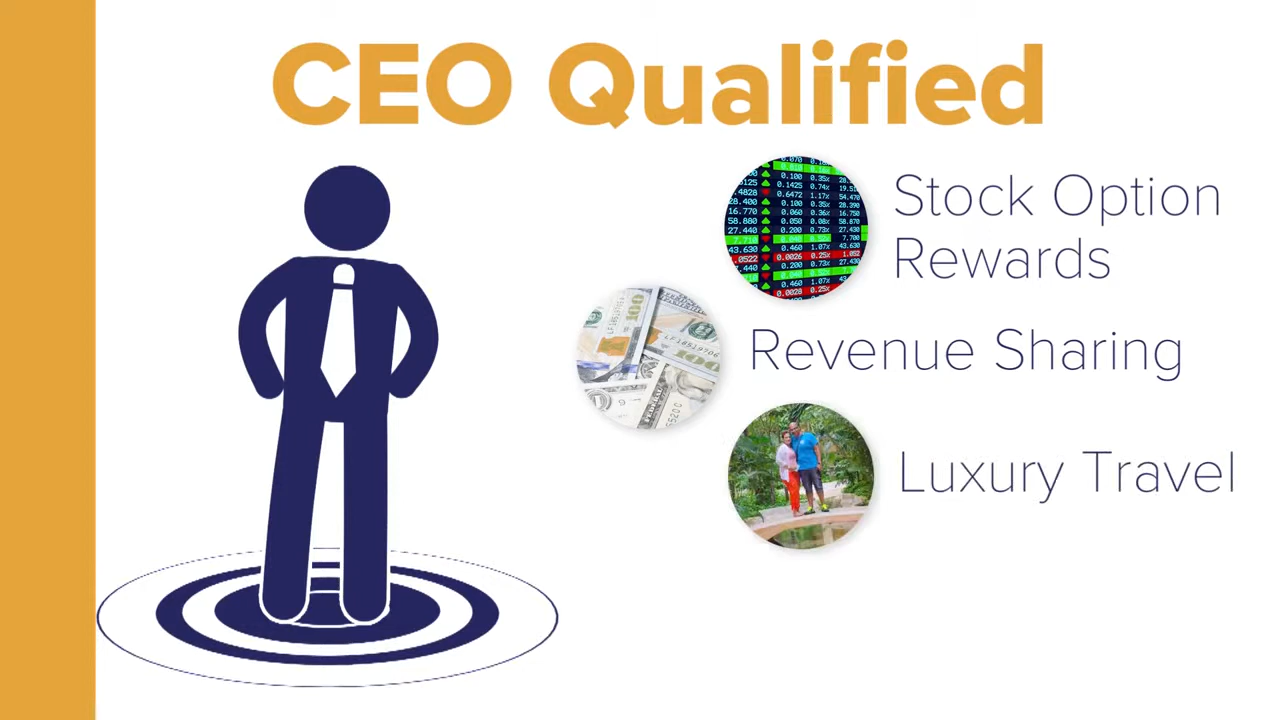 CEO Qualified
Stock Option
Rewards
Revenue Sharing
Luxury Travel